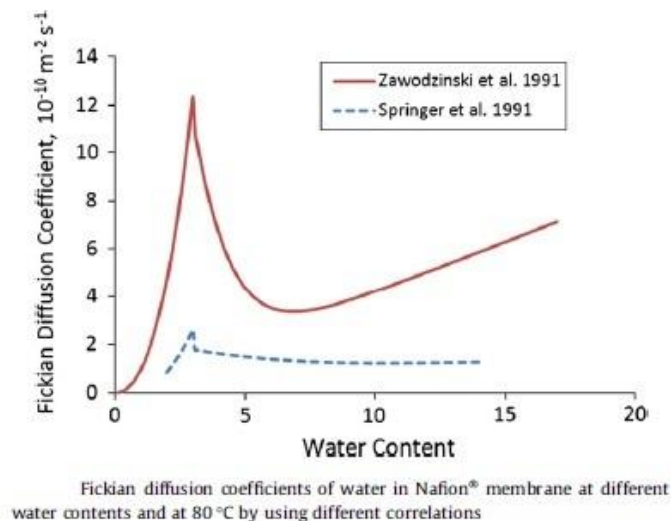 Fickian Diffusion Coefficient, 10⁻¹⁰ m⁻² s⁻¹
14
12
10
8
6
4
2
0
Zawodzinski et al. 1991
Springer et al. 1991
0 5 10 15 20
Water Content
Fickian diffusion coefficients of water in Nafion® membrane at different
water contents and at 80 °C by using different correlations